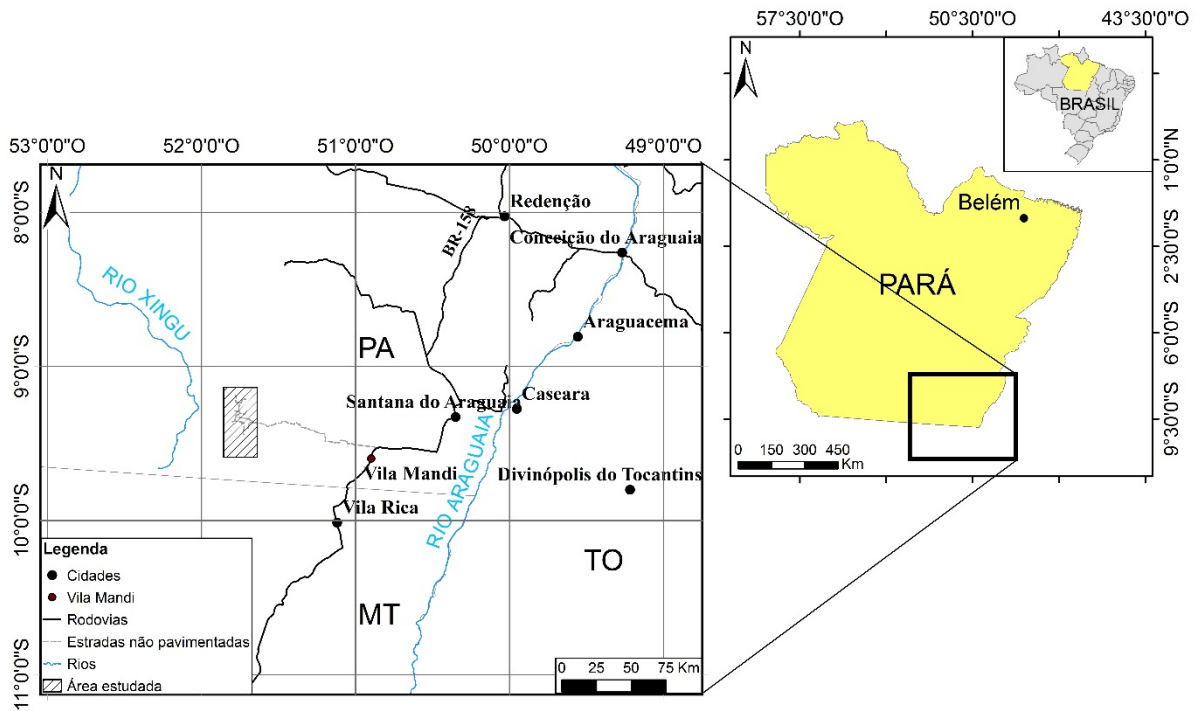 57°30'0"O 50°30'0"O 43°30'0"O
N
BRASIL
1°0'0"N
2°30'0"S
6°0'0"S
9°30'0"S
Belém
PARÁ
0 150 300 450
Km
53°0'0"O 52°0'0"O 51°0'0"O 50°0'0"O 49°0'0"O
N
8°0'0"S
9°0'0"S
10°0'0"S
11°0'0"S
Redenção
BR-158
Conceição do Araguaia
RIO XINGU
Araguacema
PA
Caseara
Santana do Araguaia
RIO ARAGUAIA
Vila Mandi
Divinópolis do Tocantins
Vila Rica
TO
MT
Legenda
Cidades
Vila Mandi
Rodovias
Estradas não pavimentadas
Rios
Área estudada
0 25 50 75 Km